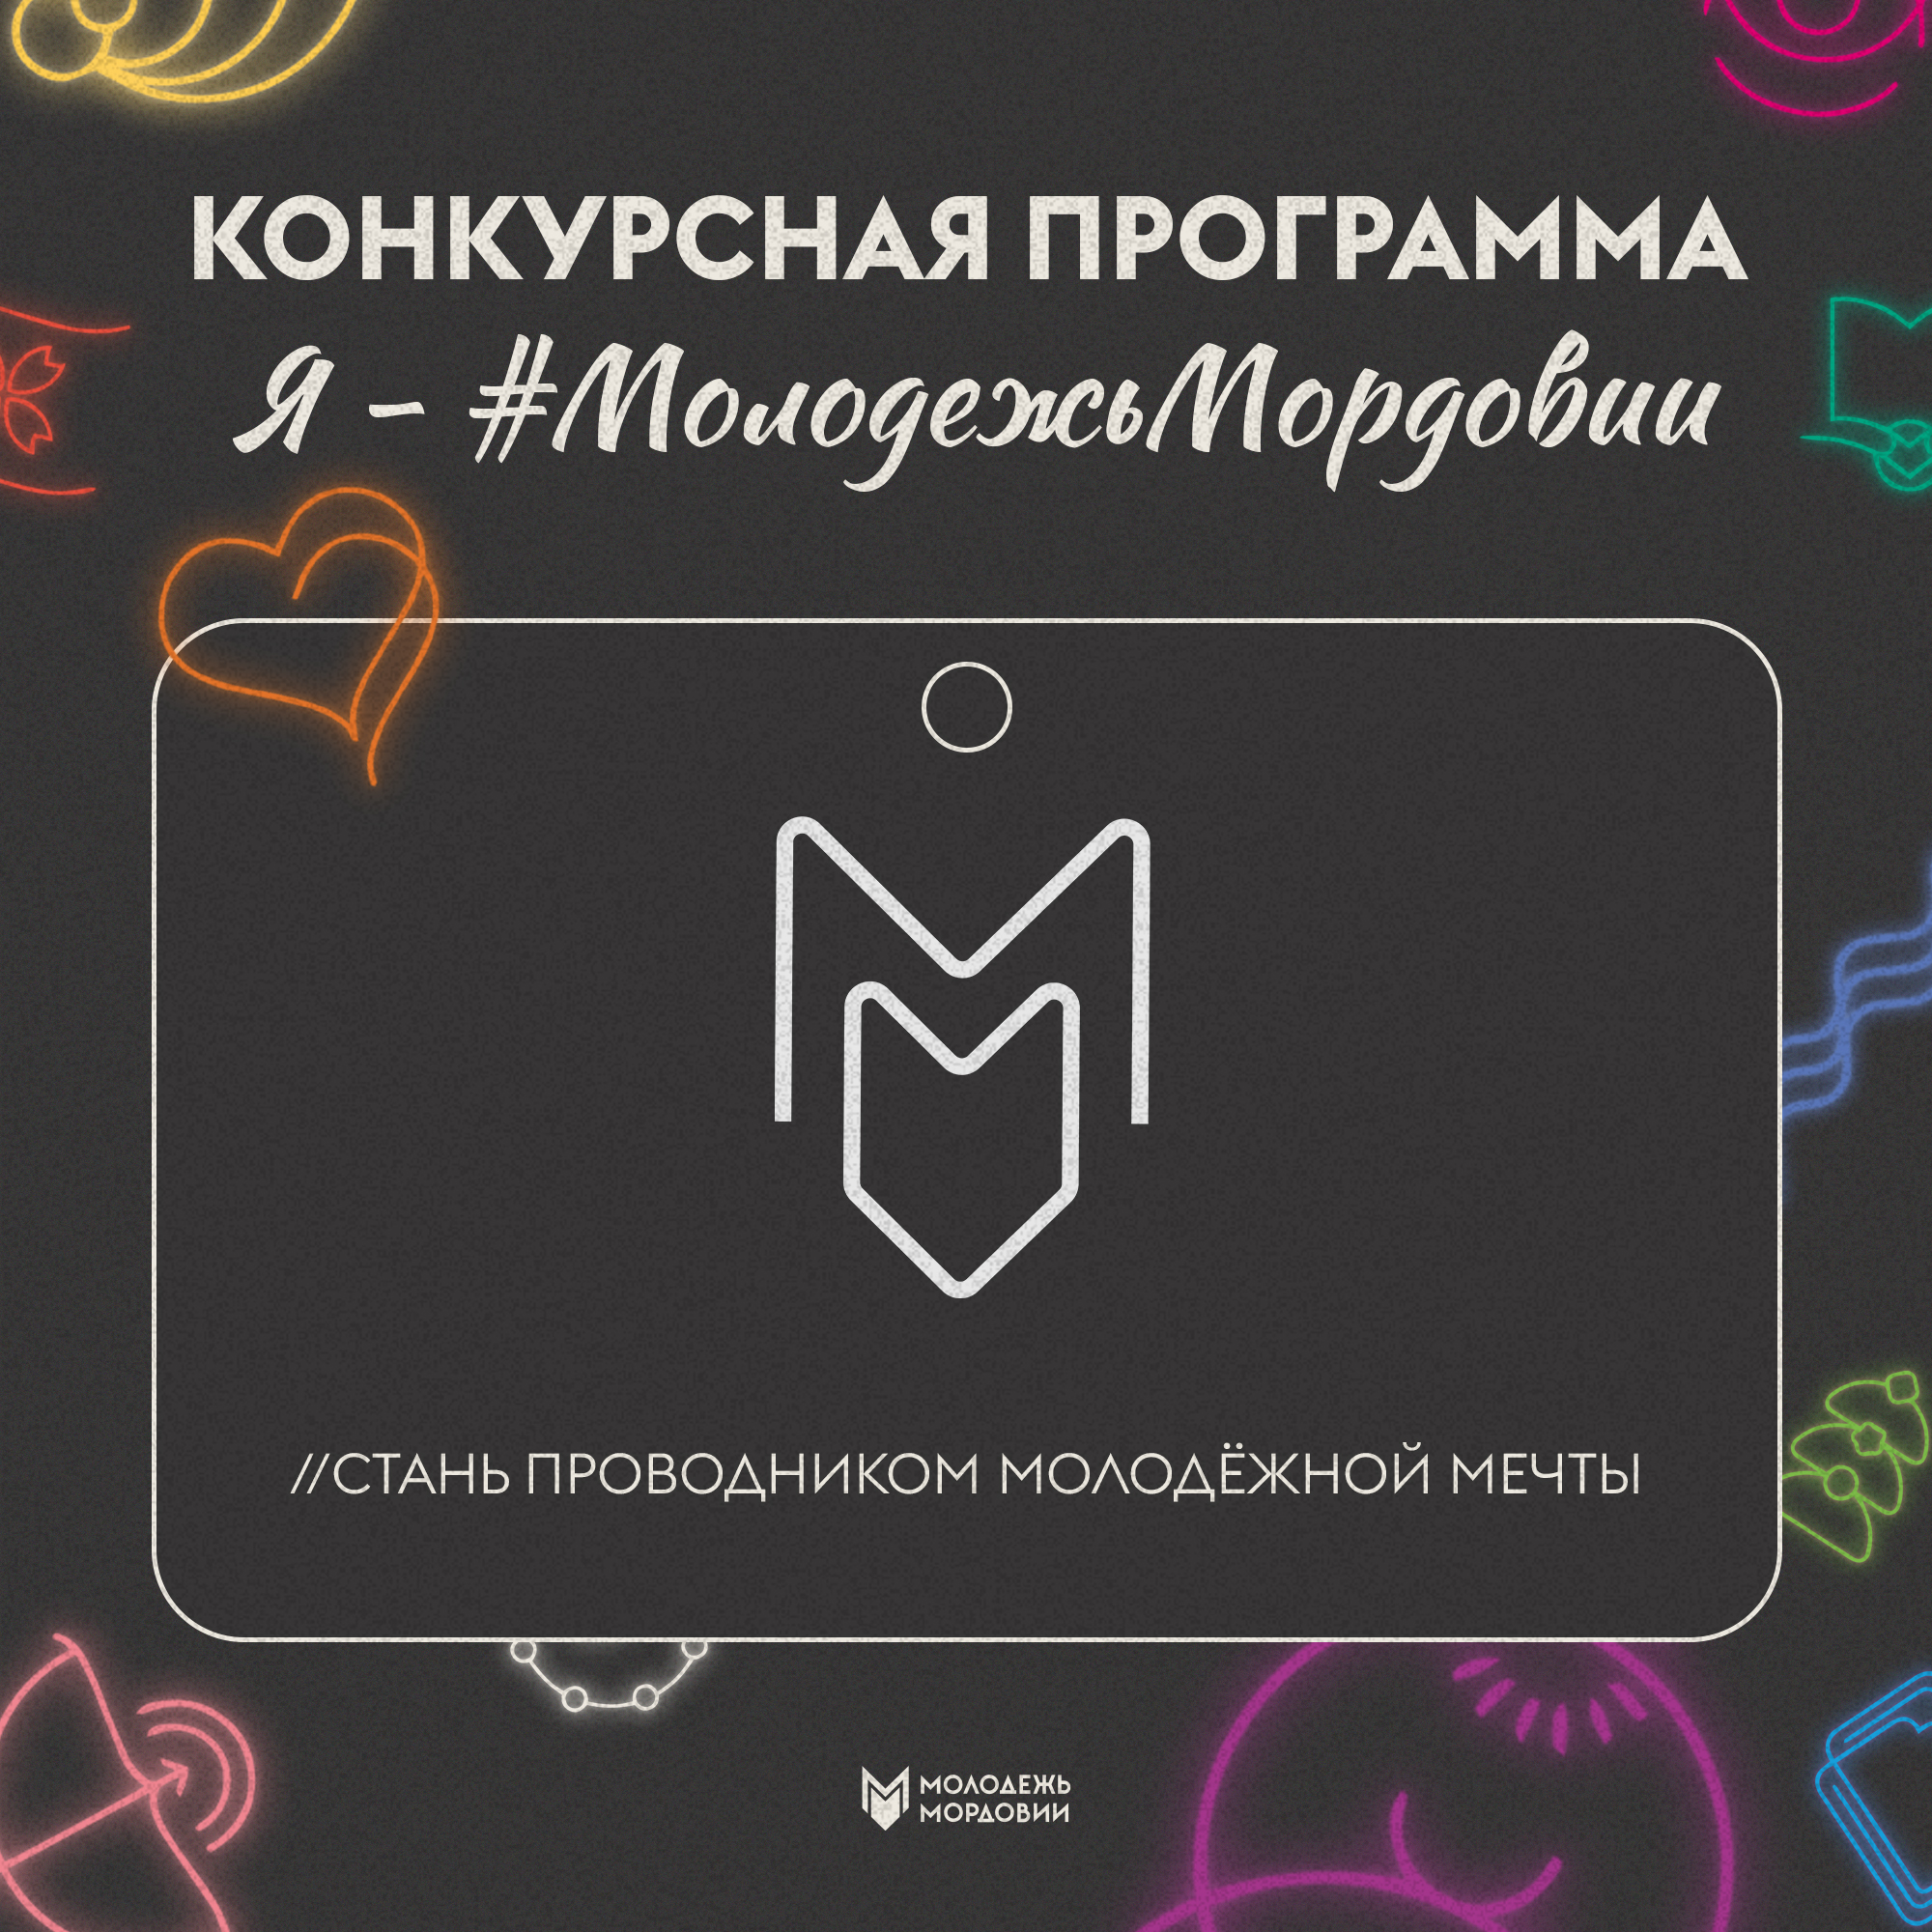 КОНКУРСНАЯ ПРОГРАММА
Я - #МолодежьМордовии
//СТАНЬ ПРОВОДНИКОМ МОЛОДЁЖНОЙ МЕЧТЫ
МОЛОДЕЖЬ
МОРДОВИИ